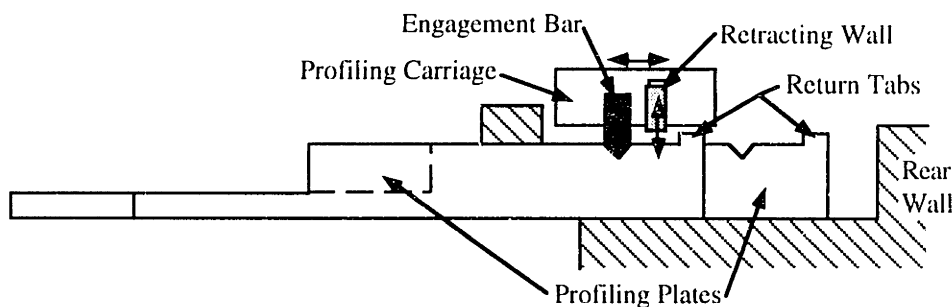 Engagement Bar
Retracting Wall
Profiling Carriage
Return Tabs
Rear
Wall
Profiling Plates